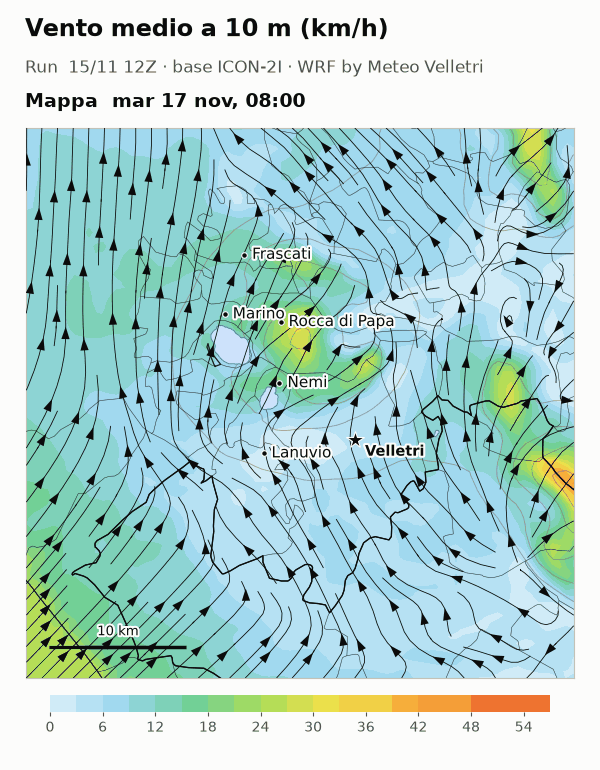 Vento medio a 10 m (km/h)
Run  15/11 12Z · base ICON-2I · WRF by Meteo Velletri
Mappa  mar 17 nov, 08:00
Frascati
Marino
Rocca di Papa
Nemi
Velletri
Lanuvio
10 km
0 6 12 18 24 30 36 42 48 54